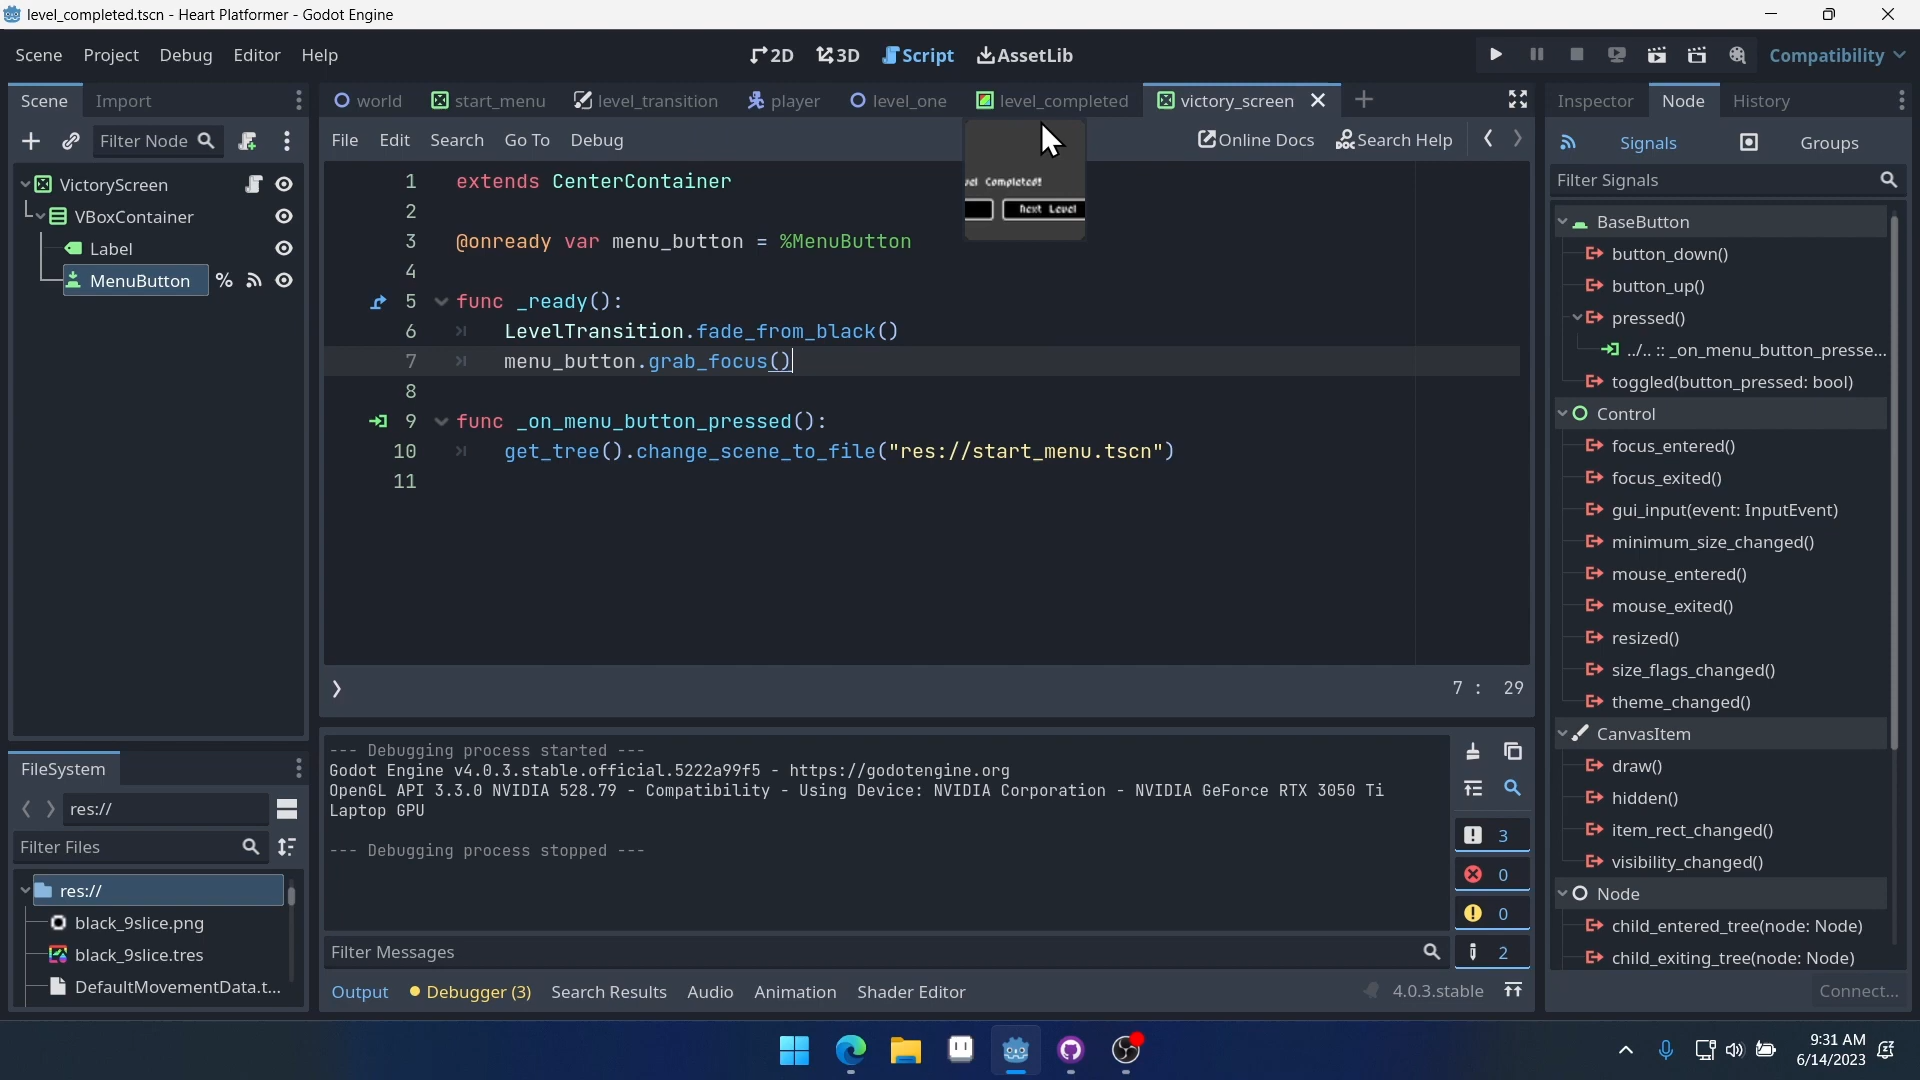 level_completed.tscn - Heart Platformer - Godot Engine
Scene Project Debug Editor Help
2D 3D Script AssetLib
Compatibility
Scene Import
world start_menu level_transition player level_one level_completed victory_screen
Inspector Node History
Filter Node
File Edit Search Go To Debug
Online Docs Search Help
Signals Groups
Filter Signals
VictoryScreen
VBoxContainer
Label
MenuButton %
1 extends CenterContainer
2
3 @onready var menu_button = %MenuButton
4
5 func _ready():
6 LevelTransition.fade_from_black()
7 menu_button.grab_focus()
8
9 func _on_menu_button_pressed():
10 get_tree().change_scene_to_file("res://start_menu.tscn")
11
vel Completed!
Next Level
7 : 29
BaseButton
button_down()
button_up()
pressed()
../.. :: _on_menu_button_presse...
toggled(button_pressed: bool)
Control
focus_entered()
focus_exited()
gui_input(event: InputEvent)
minimum_size_changed()
mouse_entered()
mouse_exited()
resized()
size_flags_changed()
theme_changed()
CanvasItem
draw()
hidden()
item_rect_changed()
visibility_changed()
Node
child_entered_tree(node: Node)
child_exiting_tree(node: Node)
Connect...
FileSystem
res://
Filter Files
res://
black_9slice.png
black_9slice.tres
DefaultMovementData.t...
--- Debugging process started ---
Godot Engine v4.0.3.stable.official.5222a99f5 - https://godotengine.org
OpenGL API 3.3.0 NVIDIA 528.79 - Compatibility - Using Device: NVIDIA Corporation - NVIDIA GeForce RTX 3050 Ti
Laptop GPU
--- Debugging process stopped ---
3
0
0
2
Filter Messages
Output Debugger (3) Search Results Audio Animation Shader Editor
4.0.3.stable
9:31 AM
6/14/2023